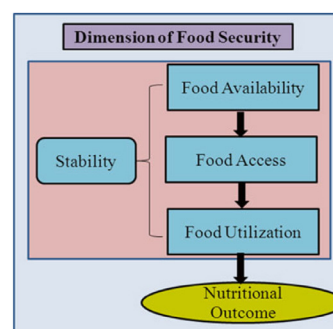 Dimension of Food Security
Food Availability
Stability
Food Access
Food Utilization
Nutritional
Outcome